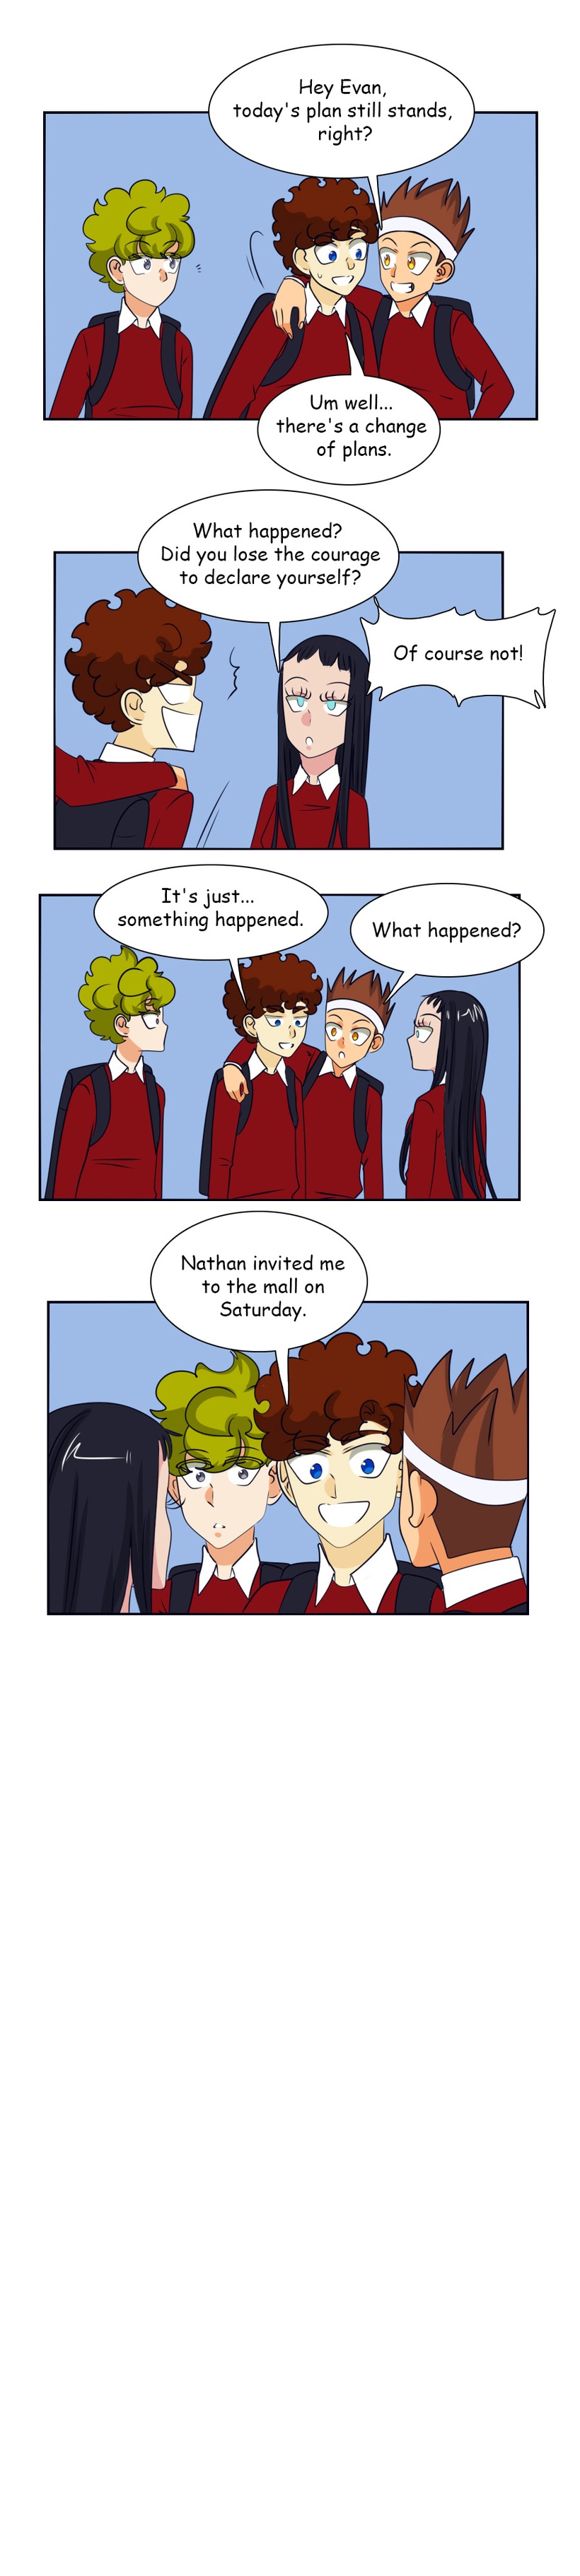 Hey Evan,
today's plan still stands,
right?
Um well...
there's a change
of plans.
What happened?
Did you lose the courage
to declare yourself?
Of course not!
It's just...
something happened.
What happened?
Nathan invited me
to the mall on
Saturday.